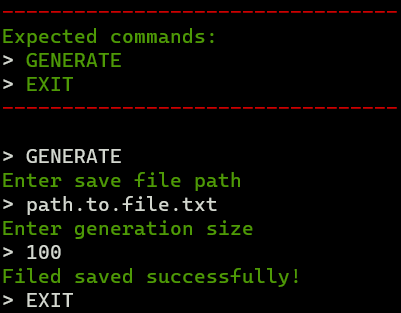 ---------------------------------
Expected commands:
> GENERATE
> EXIT
---------------------------------
> GENERATE
Enter save file path
> path.to.file.txt
Enter generation size
> 100
Filed saved successfully!
> EXIT